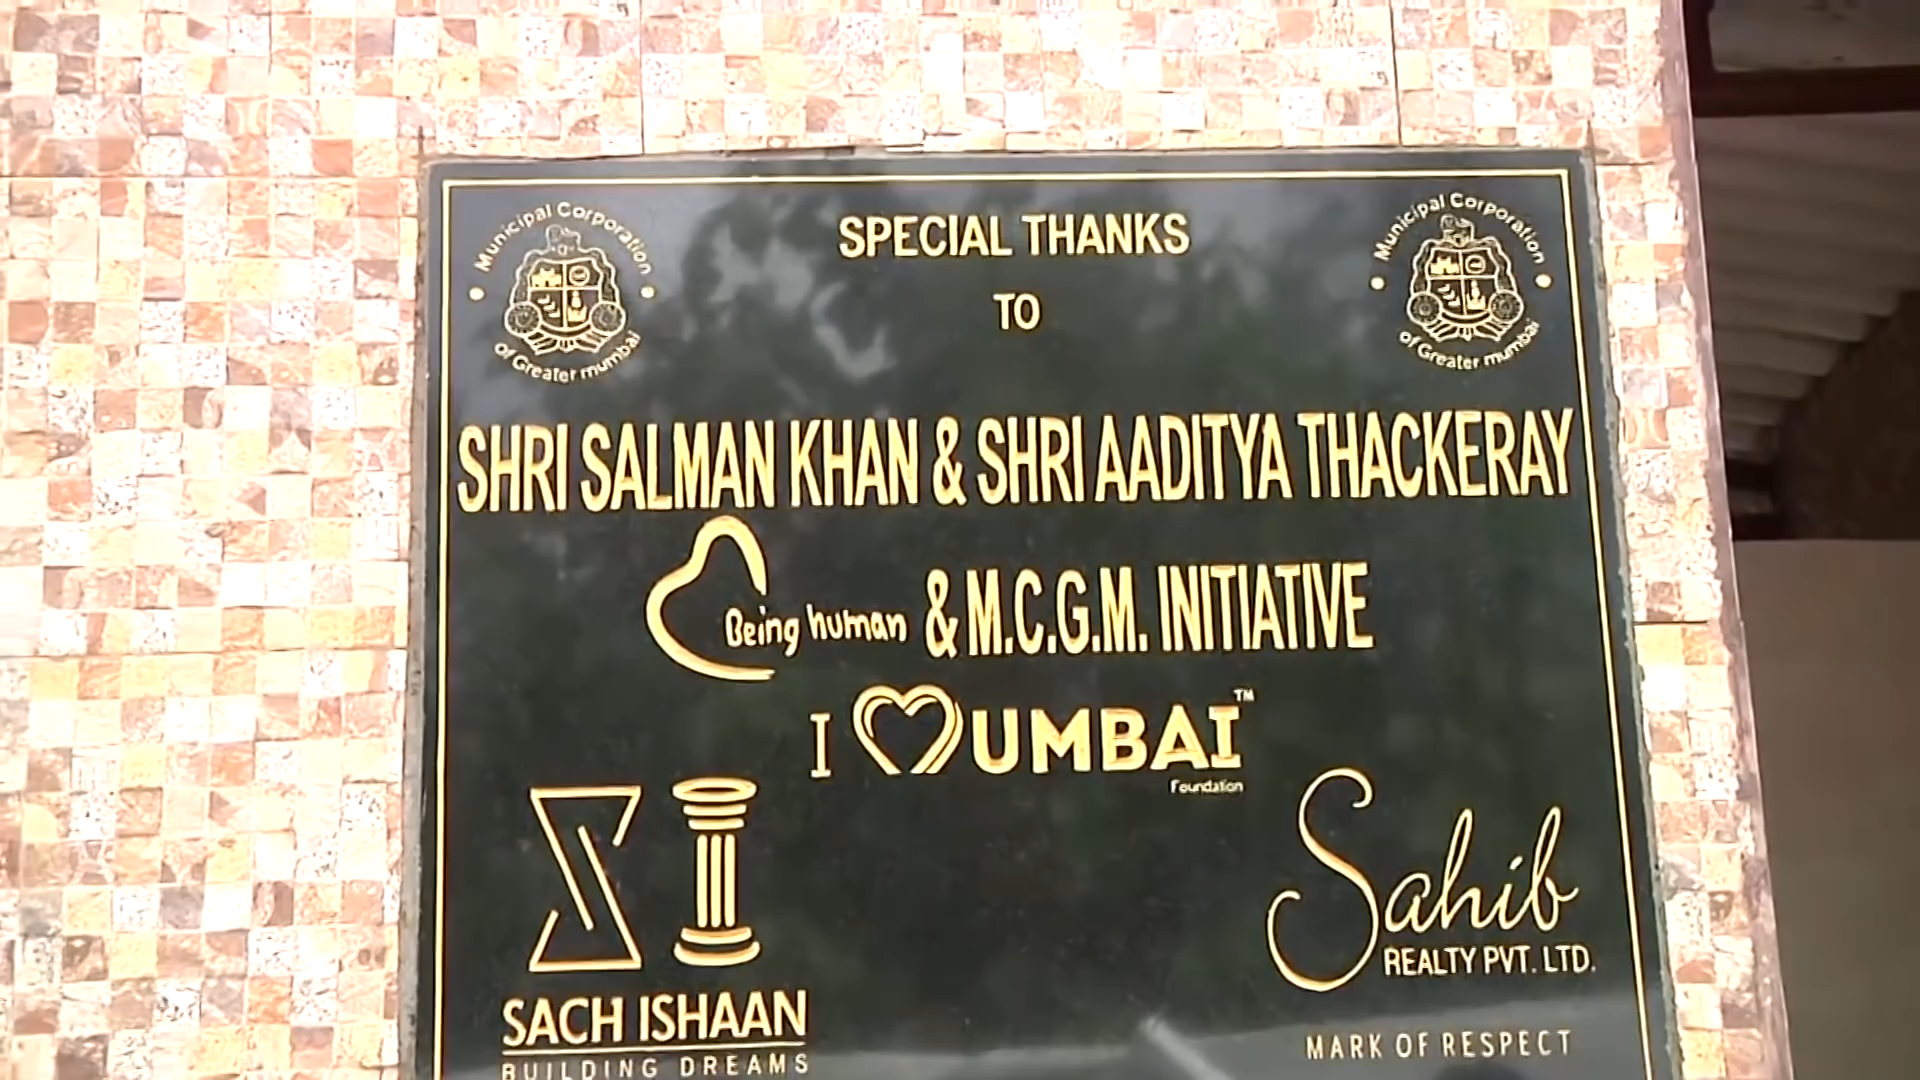 Municipal Corporation of Greater mumbai
SPECIAL THANKS
Municipal Corporation of Greater mumbai
TO
SHRI SALMAN KHAN & SHRI AADITYA THACKERAY
Being human & M.C.G.M. INITIATIVE
I MUMBAI™
Foundation
SACH ISHAAN
BUILDING DREAMS
Sahib
REALTY PVT. LTD.
MARK OF RESPECT